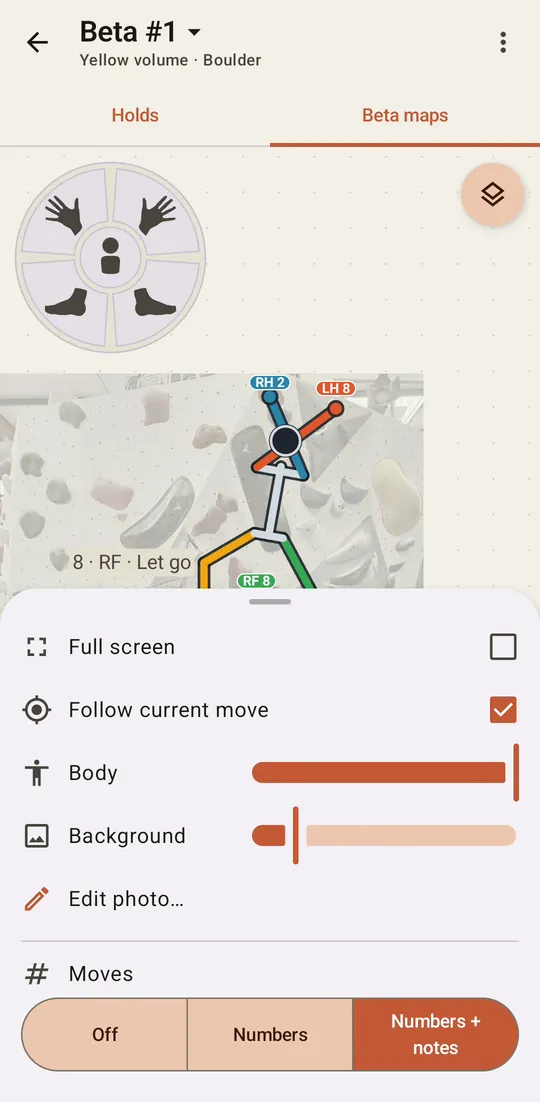 Beta #1
Yellow volume · Boulder
Holds
Beta maps
RH 2
LH 8
8 · RF · Let go
RF 8
Full screen
Follow current move
Body
Background
Edit photo…
Moves
Off
Numbers
Numbers +
notes